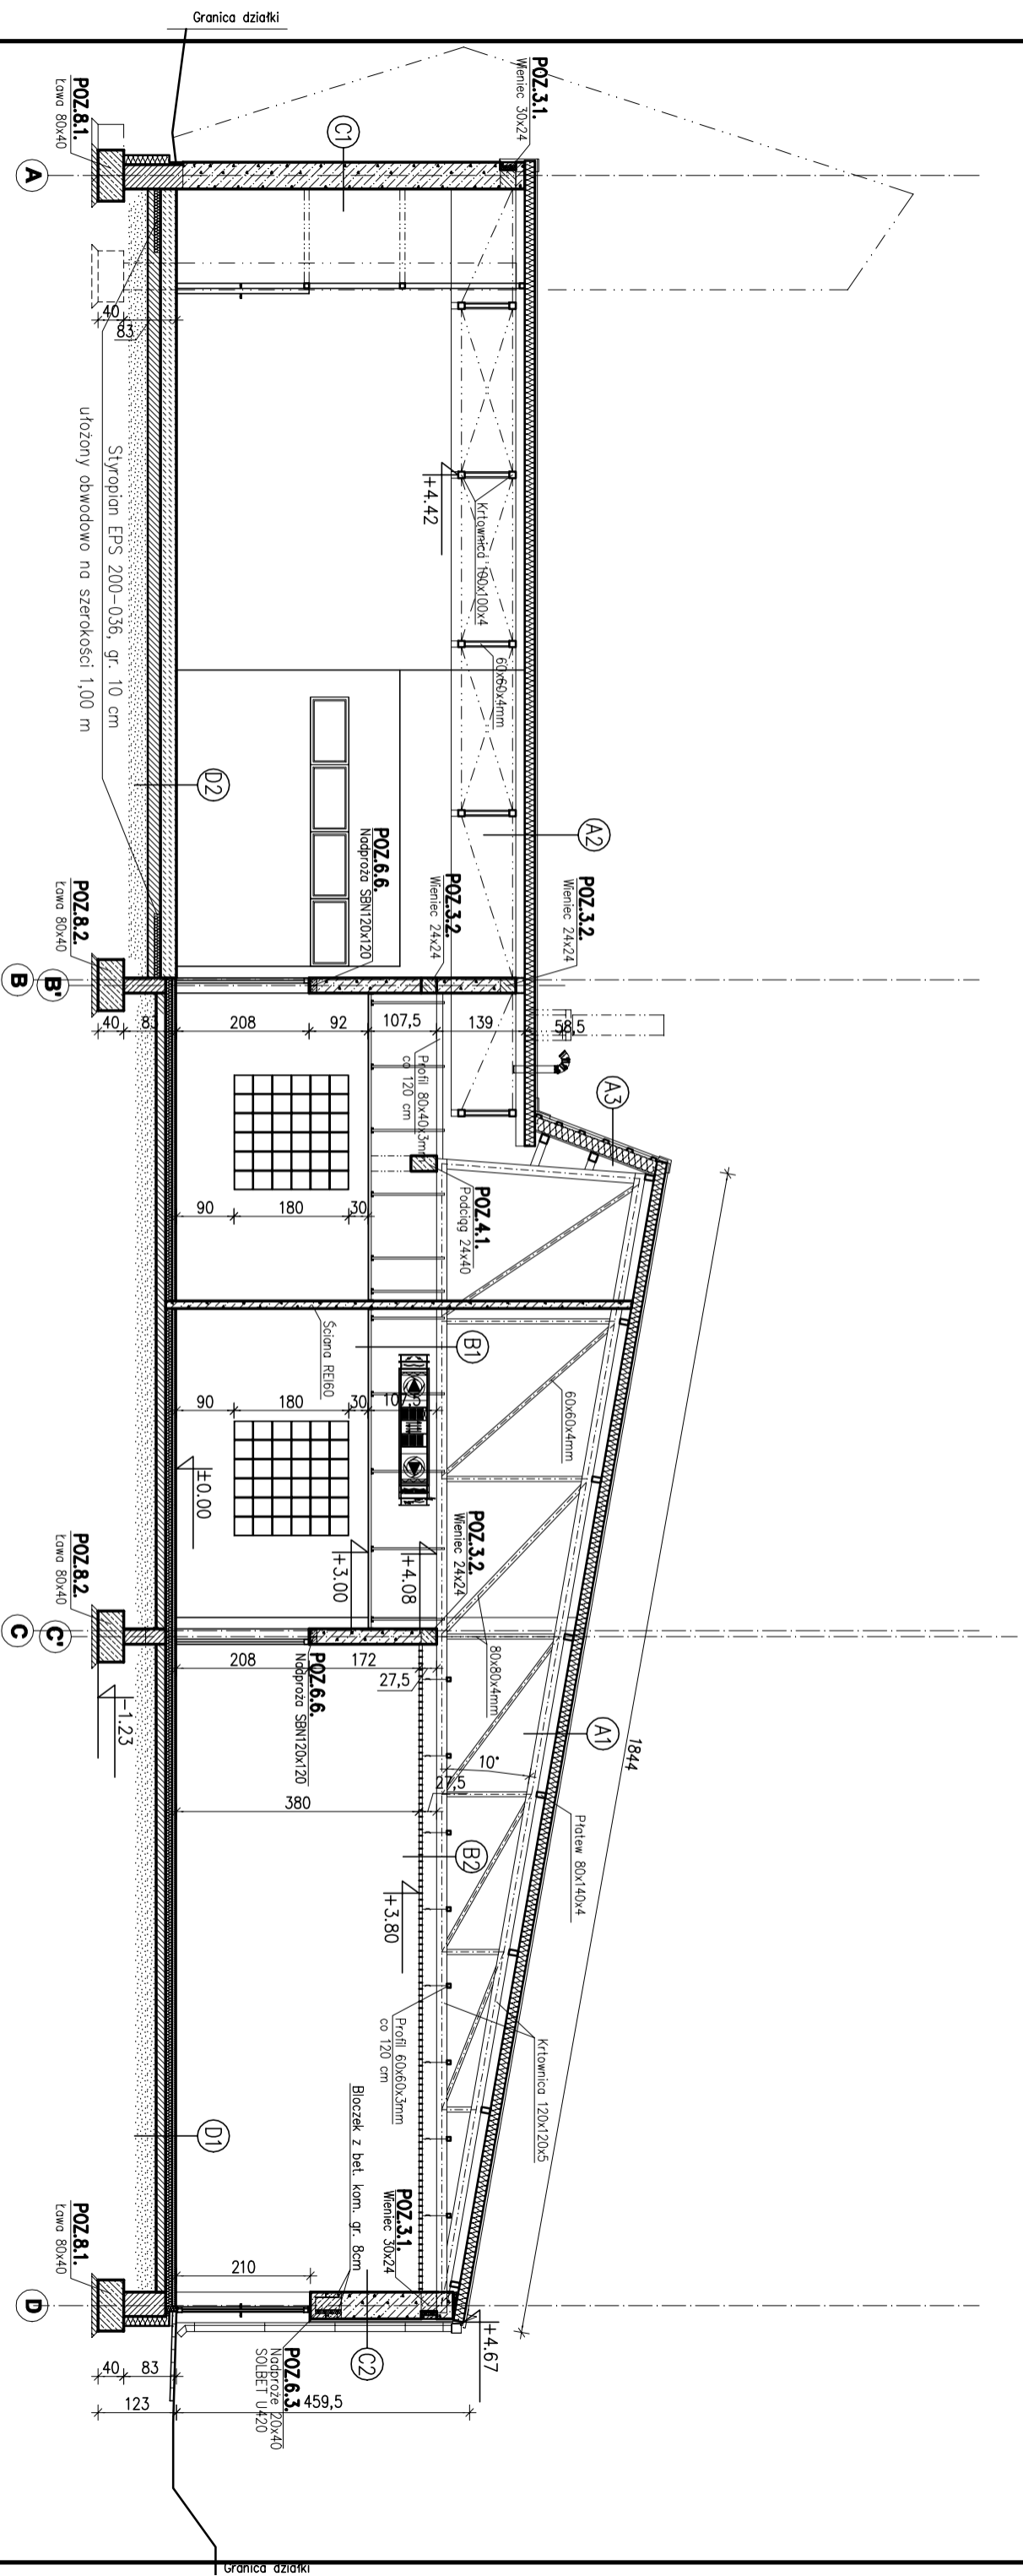 Granica działki
POZ.8.1.
Ława 80x40
A
C1
POZ.3.1.
Wieniec 30x24
40
83
Styropian EPS 200-036, gr. 10 cm
ułożony obwodowo na szerokości 1,00 m
+4.42
Krtownica 100x100x4
60x60x4mm
D2
A2
POZ.6.6.
Nadproża SBN120x120
POZ.3.2.
Wieniec 24x24
POZ.3.2.
Wieniec 24x24
POZ.8.2.
Ława 80x40
B
B'
40
83
208
92
107,5
139
58,5
Profil 80x40x3mm
co 120 cm
A3
90
180
30
POZ.4.1.
Podciąg 24x40
Ściana REI60
B1
90
180
30
107,5
60x60x4mm
±0.00
+3.00
+4.08
POZ.3.2.
Wieniec 24x24
POZ.8.2.
Ława 80x40
C
C'
-1.23
208
172
27,5
POZ.6.6.
Nadproża SBN120x120
80x80x4mm
A1
1844
10°
27,5
380
Płatew 80x140x4
B2
+3.80
Profil 60x60x3mm
co 120 cm
Krtownica 120x120x5
D1
Bloczek z bet. kom. gr. 8cm
POZ.3.1.
Wieniec 30x24
POZ.8.1.
Ława 80x40
D
210
+4.67
C2
POZ.6.3.
Nadproże 20x40
SOLBET U420
40
83
123
459,5
Granica działki